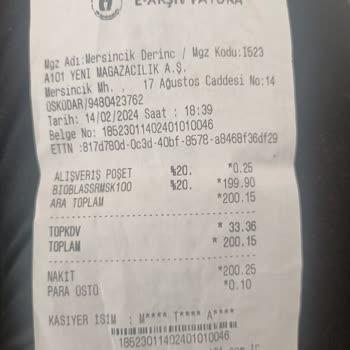 E-ARŞİV FATURA
Mgz Adı:Mersincik Derinc / Mgz Kodu:I523
A101 YENİ MAGAZACILIK A.Ş.
Mersincik Mh. , 17 Ağustos Caddesi No:14
ÜSKÜDAR/9480423762
Tarih: 14/02/2024 Saat : 18:39
Belge No: 18523011402401010046
ETTN :817d780d-0c3d-40bf-8578-a8468f36df29
ALIŞVERİŞ POŞET %20. *0.25
BIOBLASSRMSK100 %20. *199.90
ARA TOPLAM *200.15
TOPKDV * 33.36
TOPLAM * 200.15
NAKİT *200.25
PARA ÜSTÜ *0.10
KASİYER İSİM : M**** T**** A****
18523011402401010046